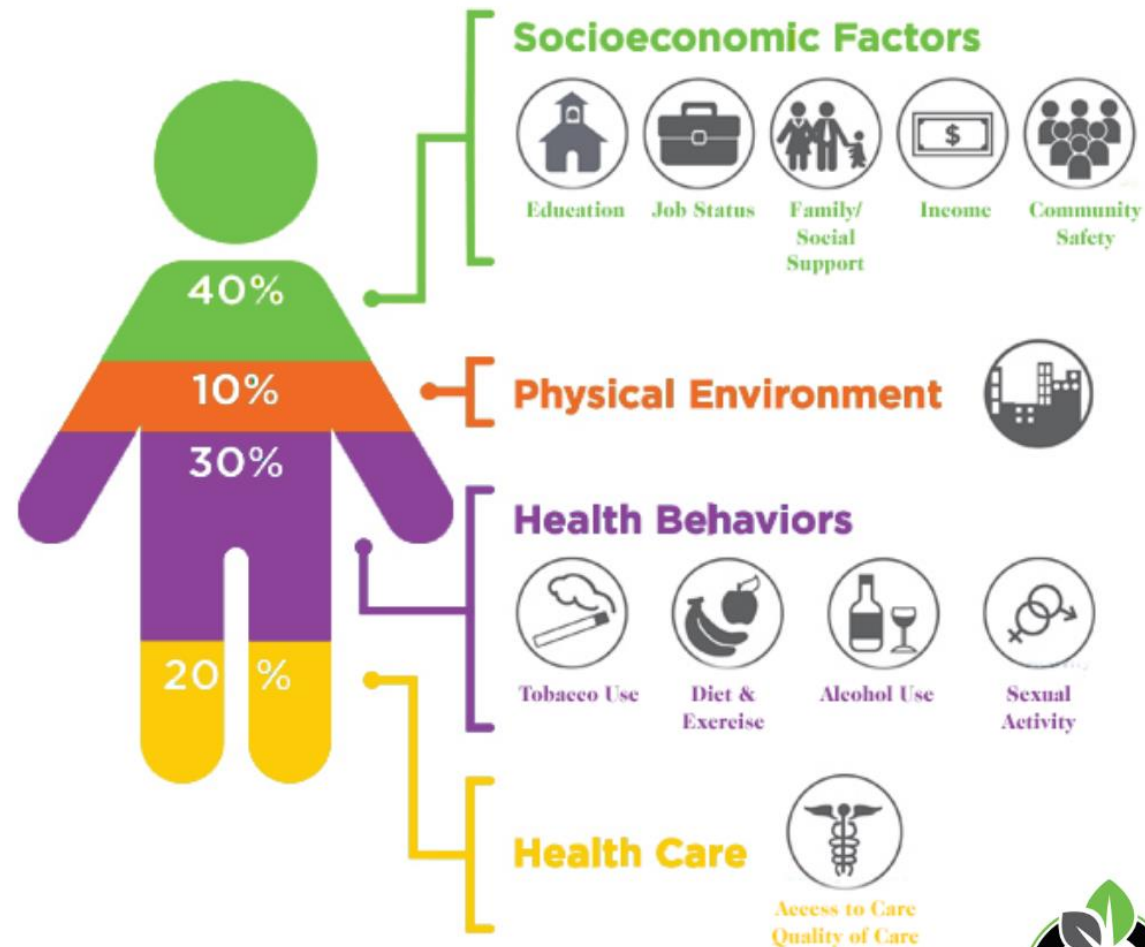 Socioeconomic Factors
$
Education Job Status Family/ Income Community
Social Safety
Support
40%
10%
Physical Environment
30%
Health Behaviors
Tobacco Use Diet & Alcohol Use Sexual
Exercise Activity
20 %
Health Care
Access to Care
Quality of Care